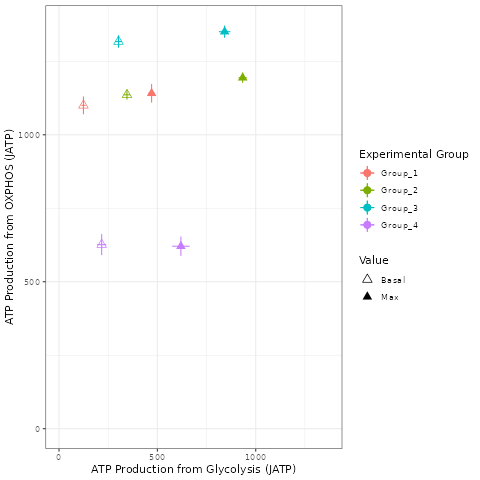 ATP Production from OXPHOS (JATP)
1000
500
0
0 500 1000
ATP Production from Glycolysis (JATP)
Experimental Group
Group_1
Group_2
Group_3
Group_4
Value
Basal
Max